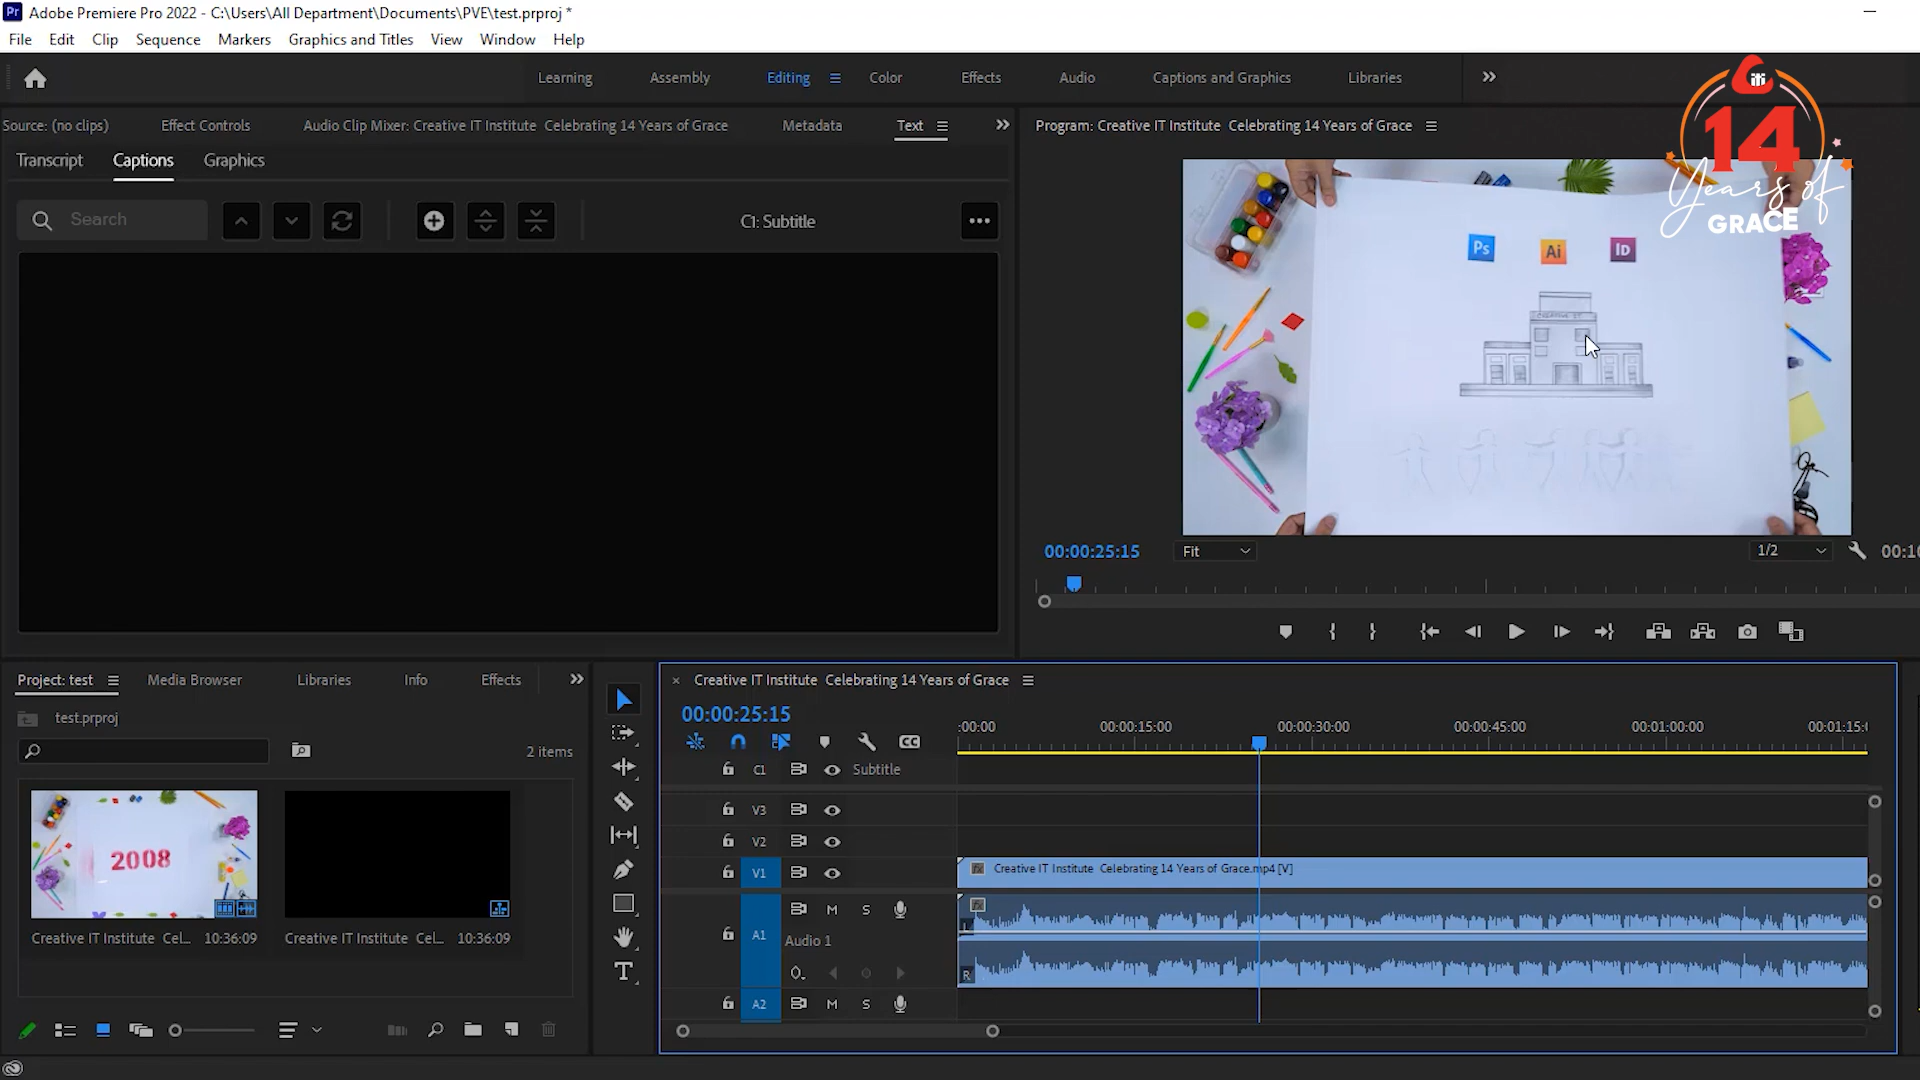 Pr Adobe Premiere Pro 2022 - C:\Users\All Department\Documents\PVE\test.prproj *
File Edit Clip Sequence Markers Graphics and Titles View Window Help
Learning Assembly Editing Color Effects Audio Captions and Graphics Libraries
14
Years of
GRACE
Source: (no clips) Effect Controls Audio Clip Mixer: Creative IT Institute Celebrating 14 Years of Grace Metadata Text
Program: Creative IT Institute Celebrating 14 Years of Grace
Transcript Captions Graphics
Search
C1: Subtitle
Ps Ai ID
CREATIVE IT
00:00:25:15 Fit 1/2 00:10
Project: test Media Browser Libraries Info Effects
test.prproj
2 items
2008
Creative IT Institute Cel... 10:36:09
Creative IT Institute Cel... 10:36:09
× Creative IT Institute Celebrating 14 Years of Grace
00:00:25:15
:00:00 00:00:15:00 00:00:30:00 00:00:45:00 00:01:00:00 00:01:15:0
CC
C1 Subtitle
V3
V2
V1 fx Creative IT Institute Celebrating 14 Years of Grace.mp4 [V]
M S
A1 Audio 1
L
R
A2 M S
T